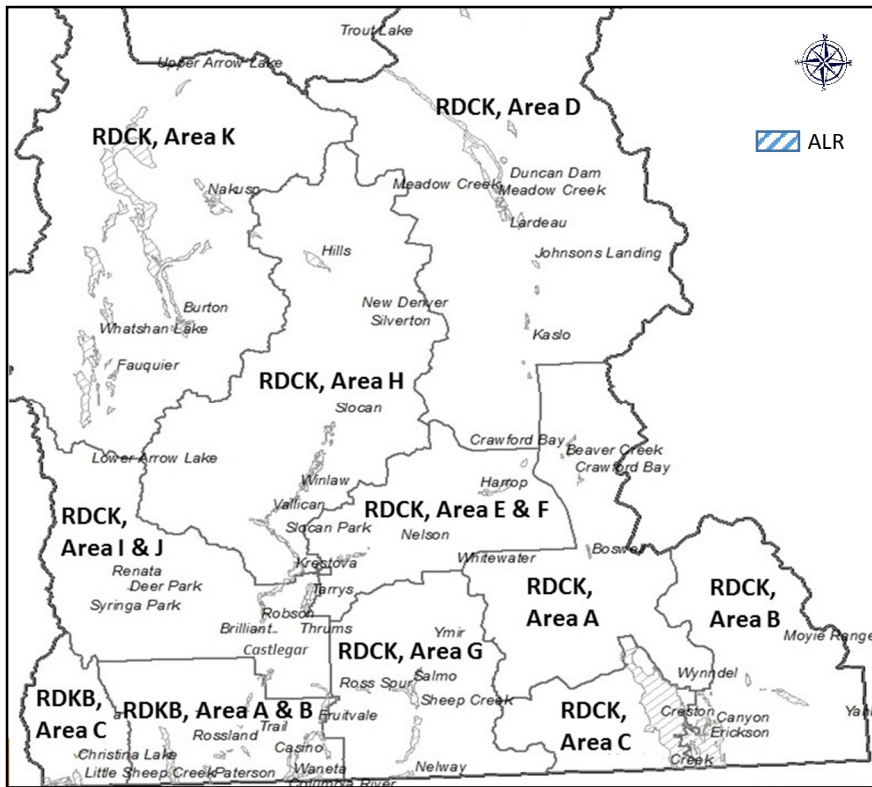 Trout Lake
Upper Arrow Lake
RDCK, Area D
ALR
RDCK, Area K
Duncan Dam
Meadow Creek
Meadow Creek
Nakusp
Lardeau
Hills
Johnsons Landing
New Denver
Burton
Silverton
Whatshan Lake
Kaslo
Fauquier
RDCK, Area H
Slocan
Crawford Bay
Beaver Creek
Lower Arrow Lake
Crawford Bay
Winlaw
Harrop
Vallican
RDCK, Area E & F
RDCK,
Area I & J
Slocan Park
Nelson
Boswell
Whitewater
Krestova
Renata
Deer Park
Tarrys
RDCK,
Area A
RDCK,
Area B
Syringa Park
Robson
Brilliant
Thrums
Ymir
Moyie Range
Castlegar
RDCK, Area G
Salmo
Wynndel
Ross Spur
Sheep Creek
RDKB,
Area C
RDKB, Area A & B
Fruitvale
RDCK,
Area C
Creston
Canyon
Yahk
Trail
Rossland
Erickson
Casino
Christina Lake
Creek
Little Sheep Creek
Paterson
Waneta
Nelway
Columbia River